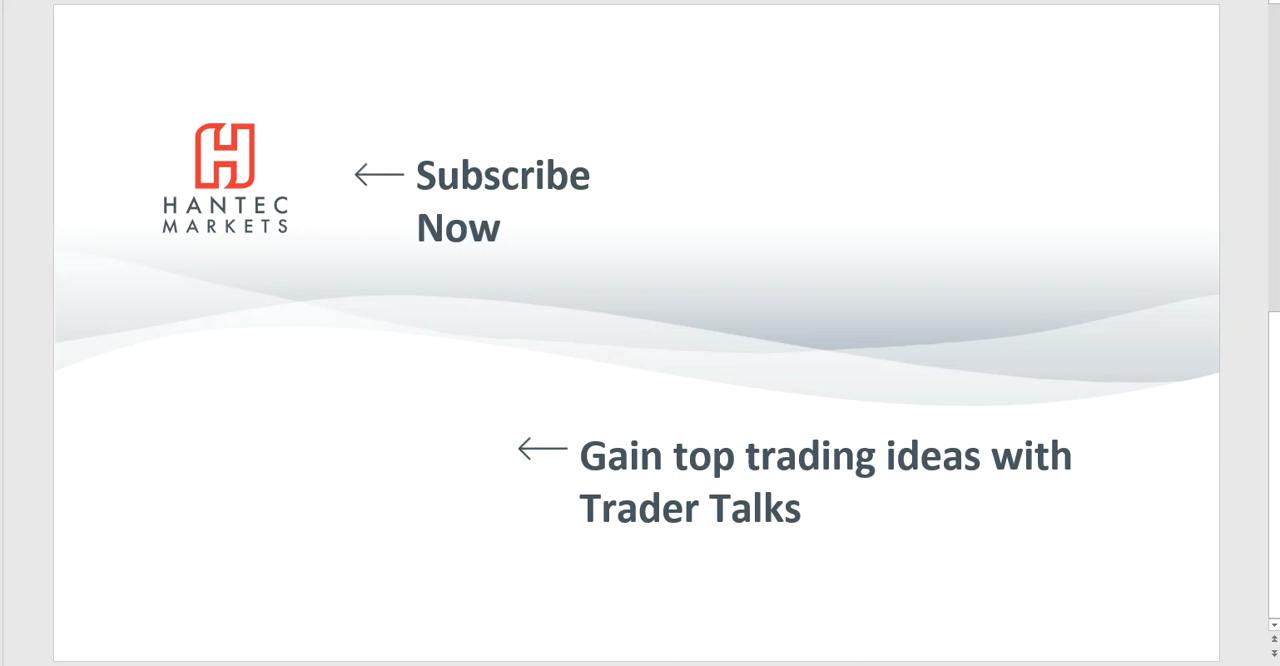 HANTEC
MARKETS
Subscribe
Now
Gain top trading ideas with
Trader Talks